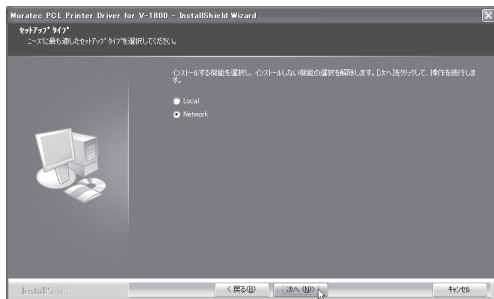 Muratec PCL Printer Driver for V-1800 - InstallShield Wizard
セットアップ タイプ
ニーズに最も適したセットアップ タイプを選択してください。
インストールする機能を選択し、インストールしない機能の選択を解除します。[次へ]をクリックして、操作を続行しま
す。
Local
Network
InstallShield
< 戻る(B)
次へ (N) >
キャンセル